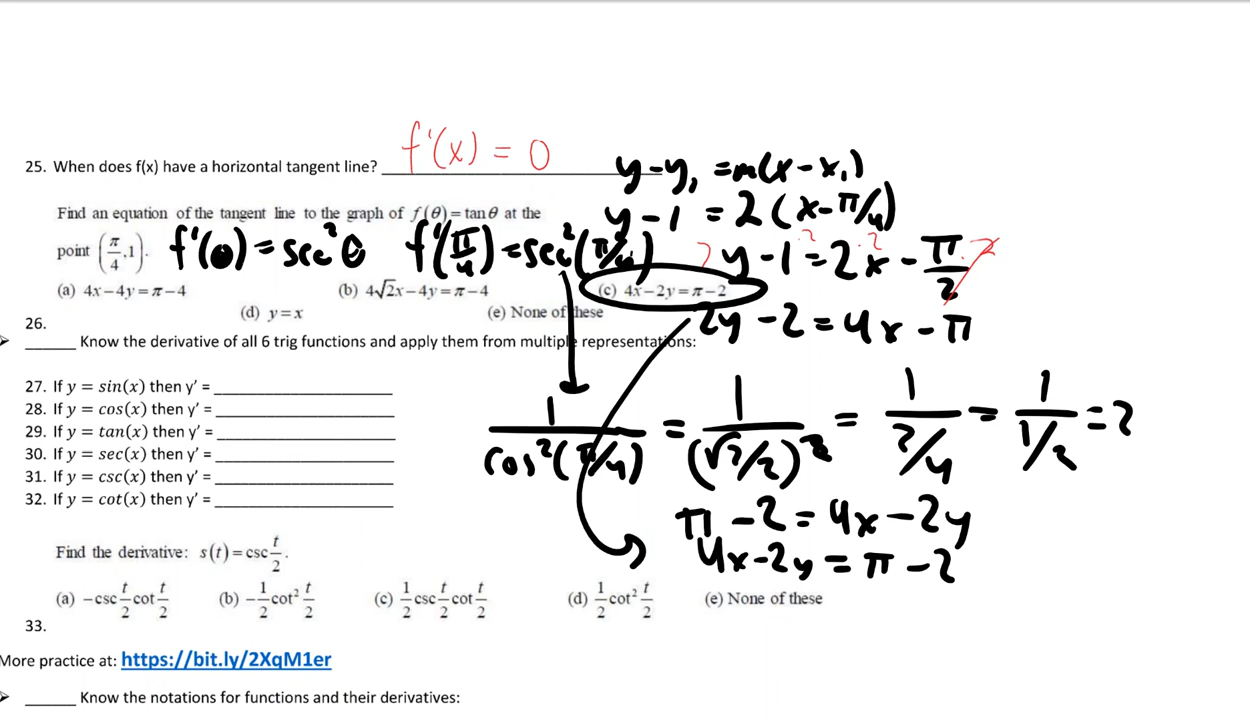 25. When does f(x) have a horizontal tangent line? f'(x) = 0
y-y₁ = m(x-x₁)
Find an equation of the tangent line to the graph of f(θ) = tan θ at the
y-1 = 2(x-π/4)
point (π/4, 1). f'(θ) = sec²θ f'(π/4) = sec²(π/4)
2 y-1·2 = 2x·2 - π/2·2
(a) 4x-4y = π-4 (b) 4√2x-4y = π-4 (c) 4x-2y = π-2
(d) y = x (e) None of these
2y-2 = 4x-π
26.
➢ ______ Know the derivative of all 6 trig functions and apply them from multiple representations:
27. If y = sin(x) then y' = ____________________
28. If y = cos(x) then y' = ____________________
29. If y = tan(x) then y' = ____________________
30. If y = sec(x) then y' = ____________________
31. If y = csc(x) then y' = ____________________
32. If y = cot(x) then y' = ____________________
1/cos²(π/4) = 1/(√2/2)² = 1/(2/4) = 1/(1/2) = 2
π-2 = 4x-2y
4x-2y = π-2
Find the derivative: s(t) = csc t/2.
(a) -csc t/2 cot t/2 (b) -1/2 cot² t/2 (c) 1/2 csc t/2 cot t/2 (d) 1/2 cot² t/2 (e) None of these
33.
More practice at: https://bit.ly/2XqM1er
➢ ______ Know the notations for functions and their derivatives: